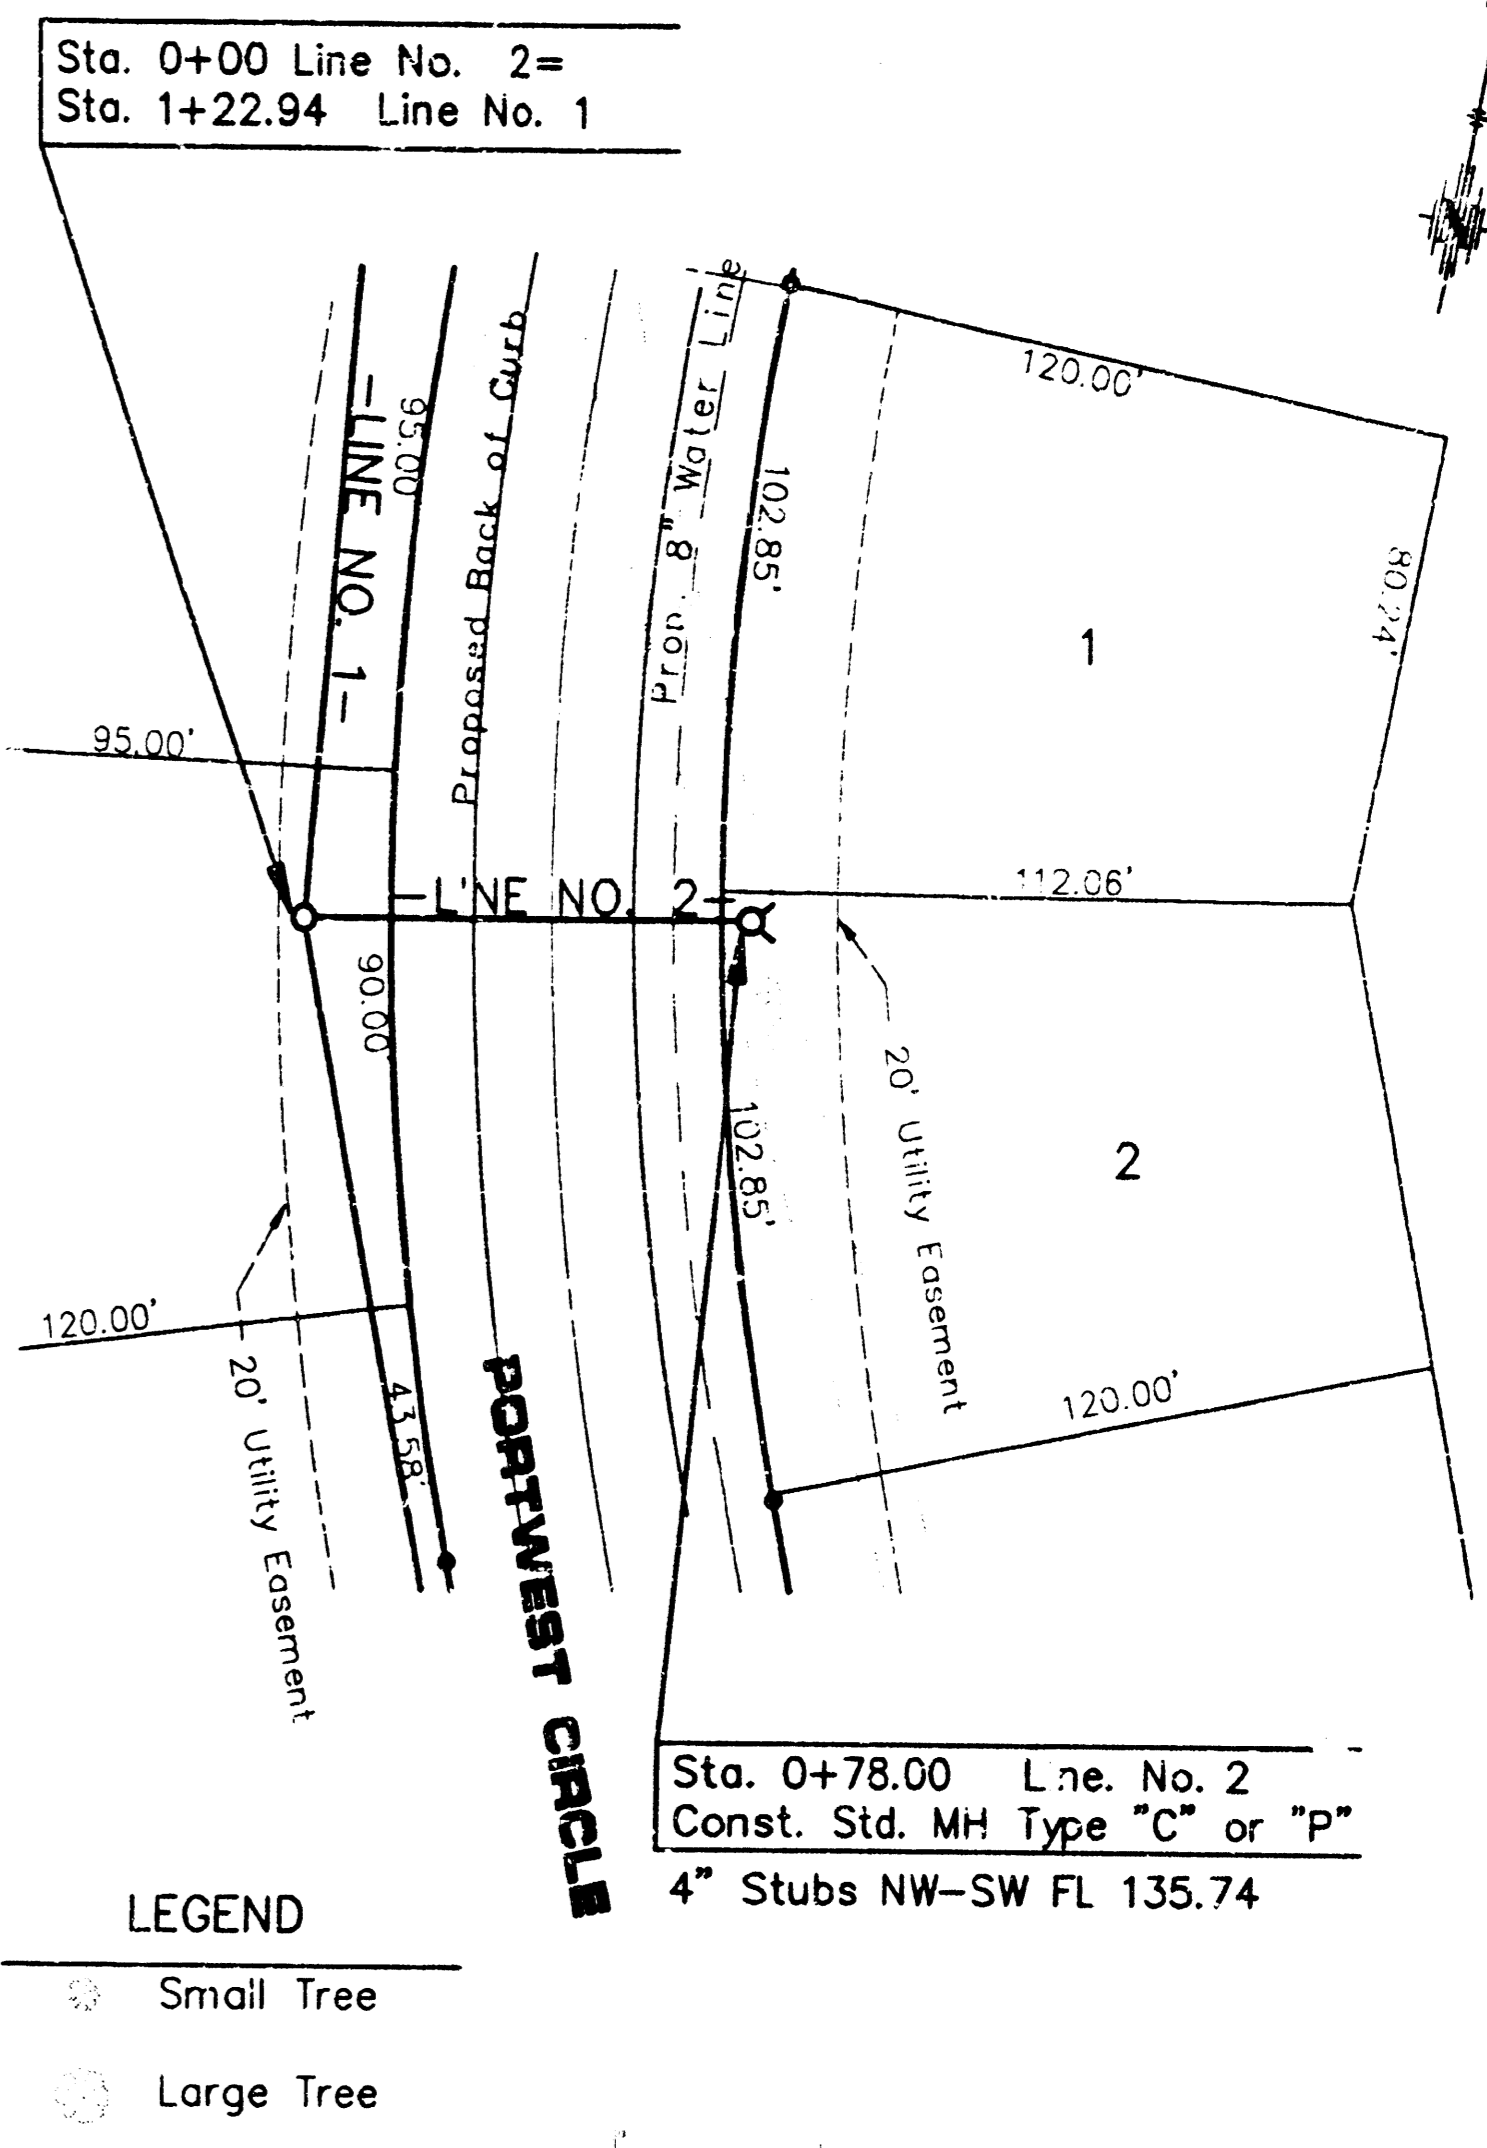 Sta. 0+00 Line No. 2=
Sta. 1+22.94 Line No. 1
N
120.00'
Prop. 8" Water Line
Proposed Back of Curb
95.00
-LINE NO. 1-
102.85'
80.24'
1
95.00'
-LINE NO. 2-
112.06'
90.00'
20' Utility Easement
102.85'
2
120.00'
20' Utility Easement
43.58'
120.00'
PORTWEST CIRCLE
Sta. 0+78.00 Line. No. 2
Const. Std. MH Type "C" or "P"
4" Stubs NW-SW FL 135.74
LEGEND
Small Tree
Large Tree